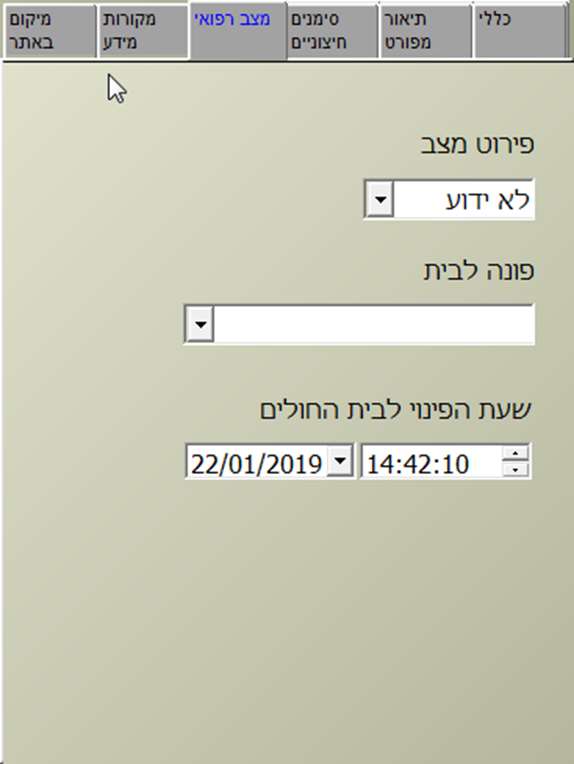 כללי
תיאור
מפורט
סימנים
חיצוניים
מצב רפואי
מקורות
מידע
מיקום
באתר
פירוט מצב
לא ידוע
פונה לבית
שעת הפינוי לבית החולים
22/01/2019 14:42:10